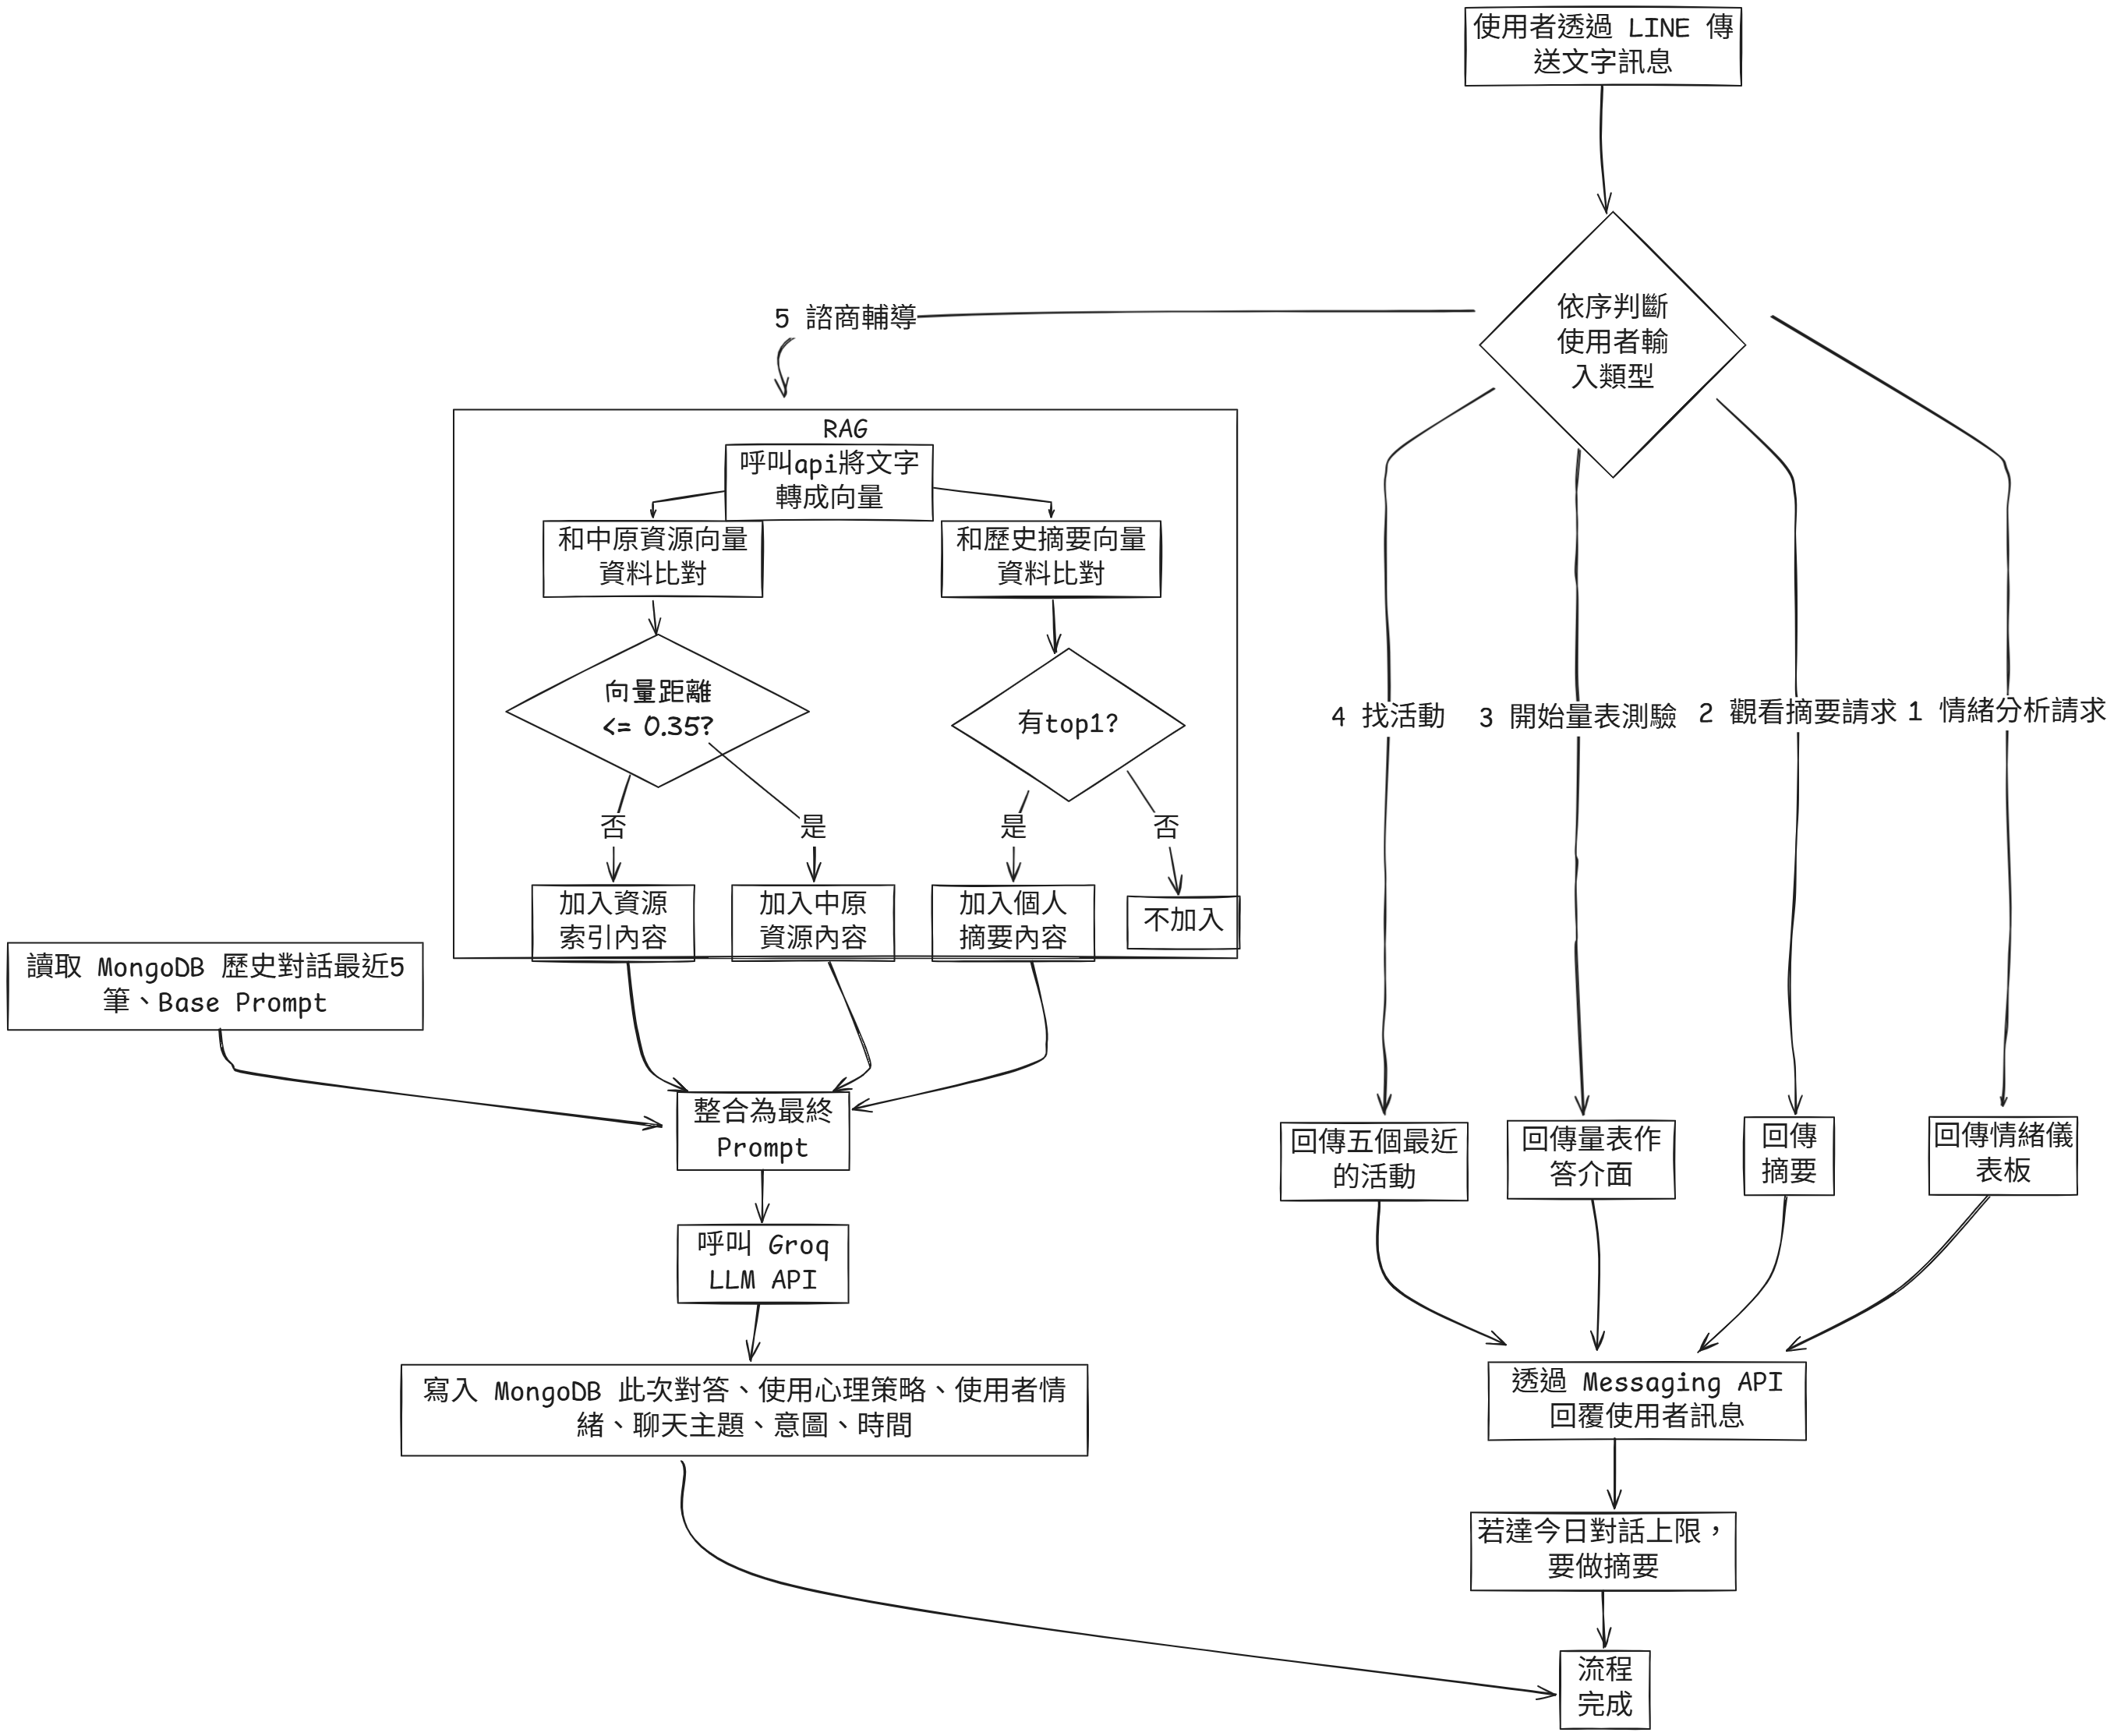 使用者透過 LINE 傳
送文字訊息
依序判斷
使用者輸
入類型
5 諮商輔導
RAG
呼叫api將文字
轉成向量
和中原資源向量
資料比對
和歷史摘要向量
資料比對
向量距離
<= 0.35?
有top1?
否
是
是
否
加入資源
索引內容
加入中原
資源內容
加入個人
摘要內容
不加入
4 找活動
3 開始量表測驗
2 觀看摘要請求
1 情緒分析請求
讀取 MongoDB 歷史對話最近5
筆、Base Prompt
整合為最終
Prompt
呼叫 Groq
LLM API
寫入 MongoDB 此次對答、使用心理策略、使用者情
緒、聊天主題、意圖、時間
回傳五個最近
的活動
回傳量表作
答介面
回傳
摘要
回傳情緒儀
表板
透過 Messaging API
回覆使用者訊息
若達今日對話上限，
要做摘要
流程
完成